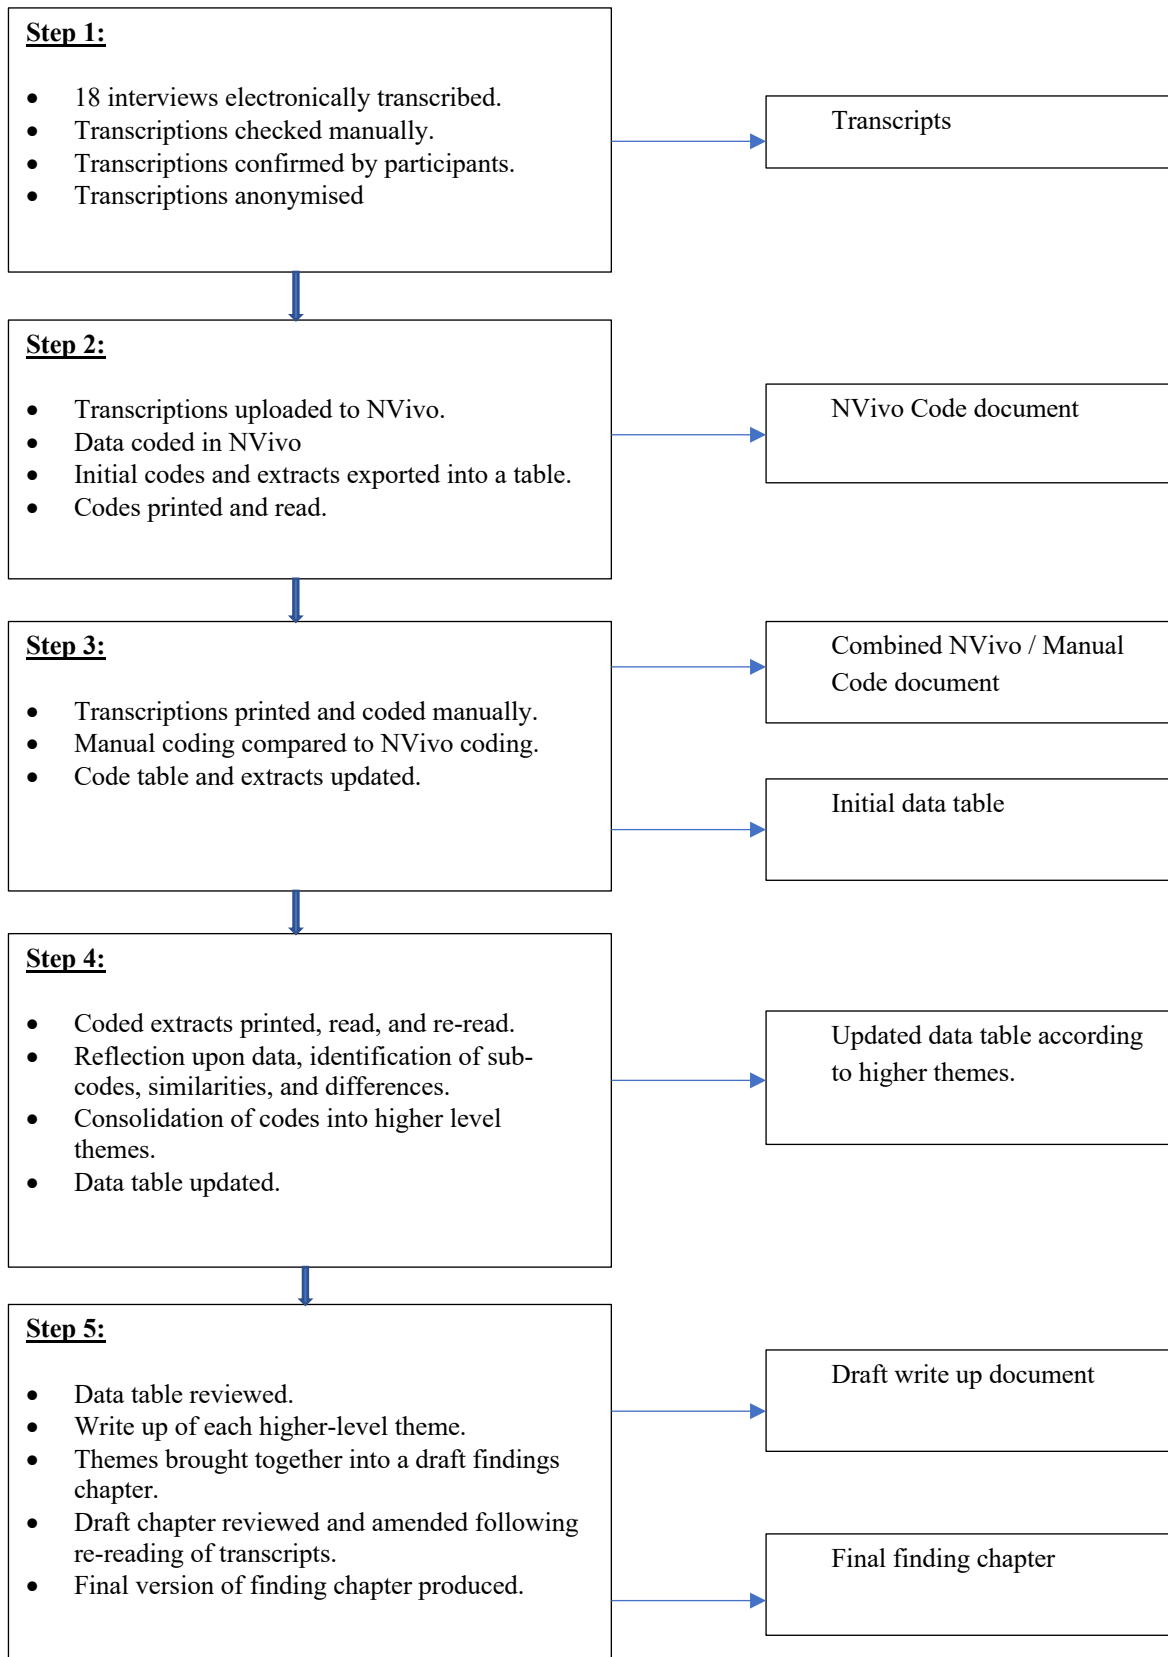 Step 1:
• 18 interviews electronically transcribed.
• Transcriptions checked manually.
• Transcriptions confirmed by participants.
• Transcriptions anonymised
Transcripts
Step 2:
• Transcriptions uploaded to NVivo.
• Data coded in NVivo
• Initial codes and extracts exported into a table.
• Codes printed and read.
NVivo Code document
Step 3:
• Transcriptions printed and coded manually.
• Manual coding compared to NVivo coding.
• Code table and extracts updated.
Combined NVivo / Manual
Code document
Initial data table
Step 4:
• Coded extracts printed, read, and re-read.
• Reflection upon data, identification of sub-
codes, similarities, and differences.
• Consolidation of codes into higher level
themes.
• Data table updated.
Updated data table according
to higher themes.
Step 5:
• Data table reviewed.
• Write up of each higher-level theme.
• Themes brought together into a draft findings
chapter.
• Draft chapter reviewed and amended following
re-reading of transcripts.
• Final version of finding chapter produced.
Draft write up document
Final finding chapter